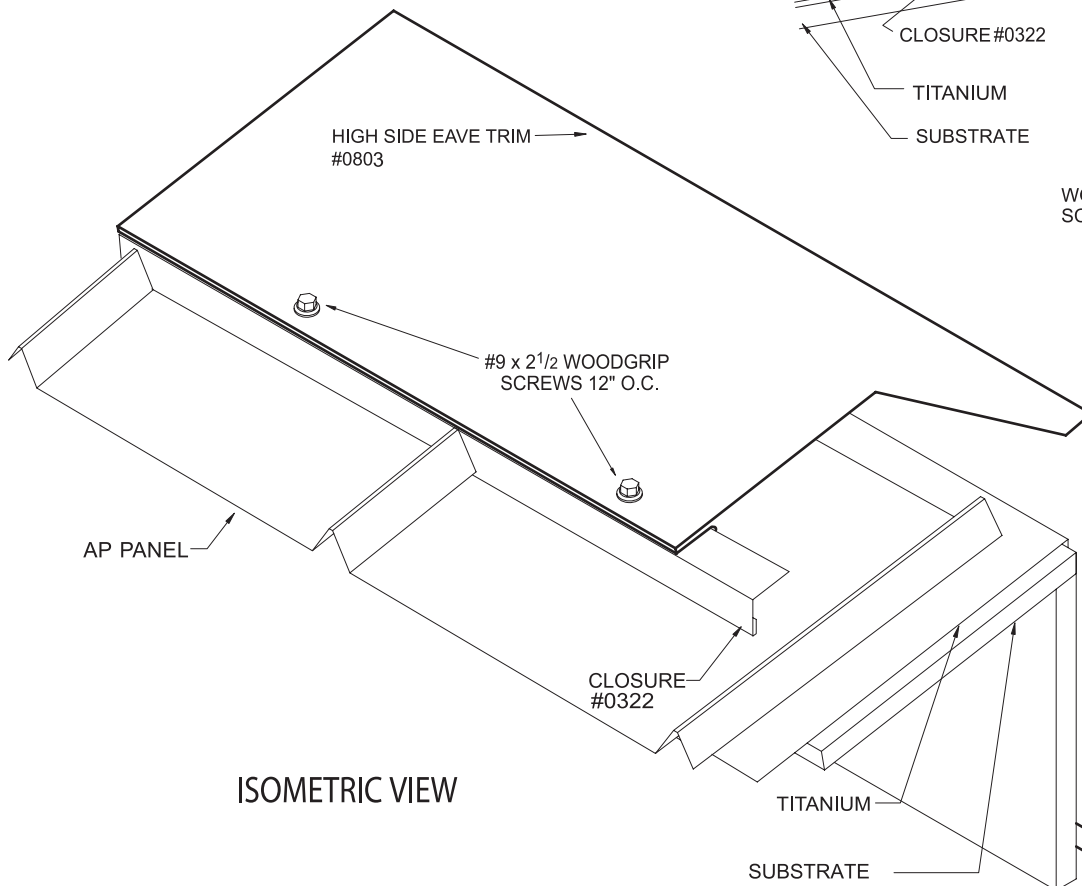 CLOSURE #0322
TITANIUM
SUBSTRATE
HIGH SIDE EAVE TRIM
#0803
#9 x 2 1/2 WOODGRIP
SCREWS 12" O.C.
AP PANEL
CLOSURE
#0322
ISOMETRIC VIEW
TITANIUM
SUBSTRATE